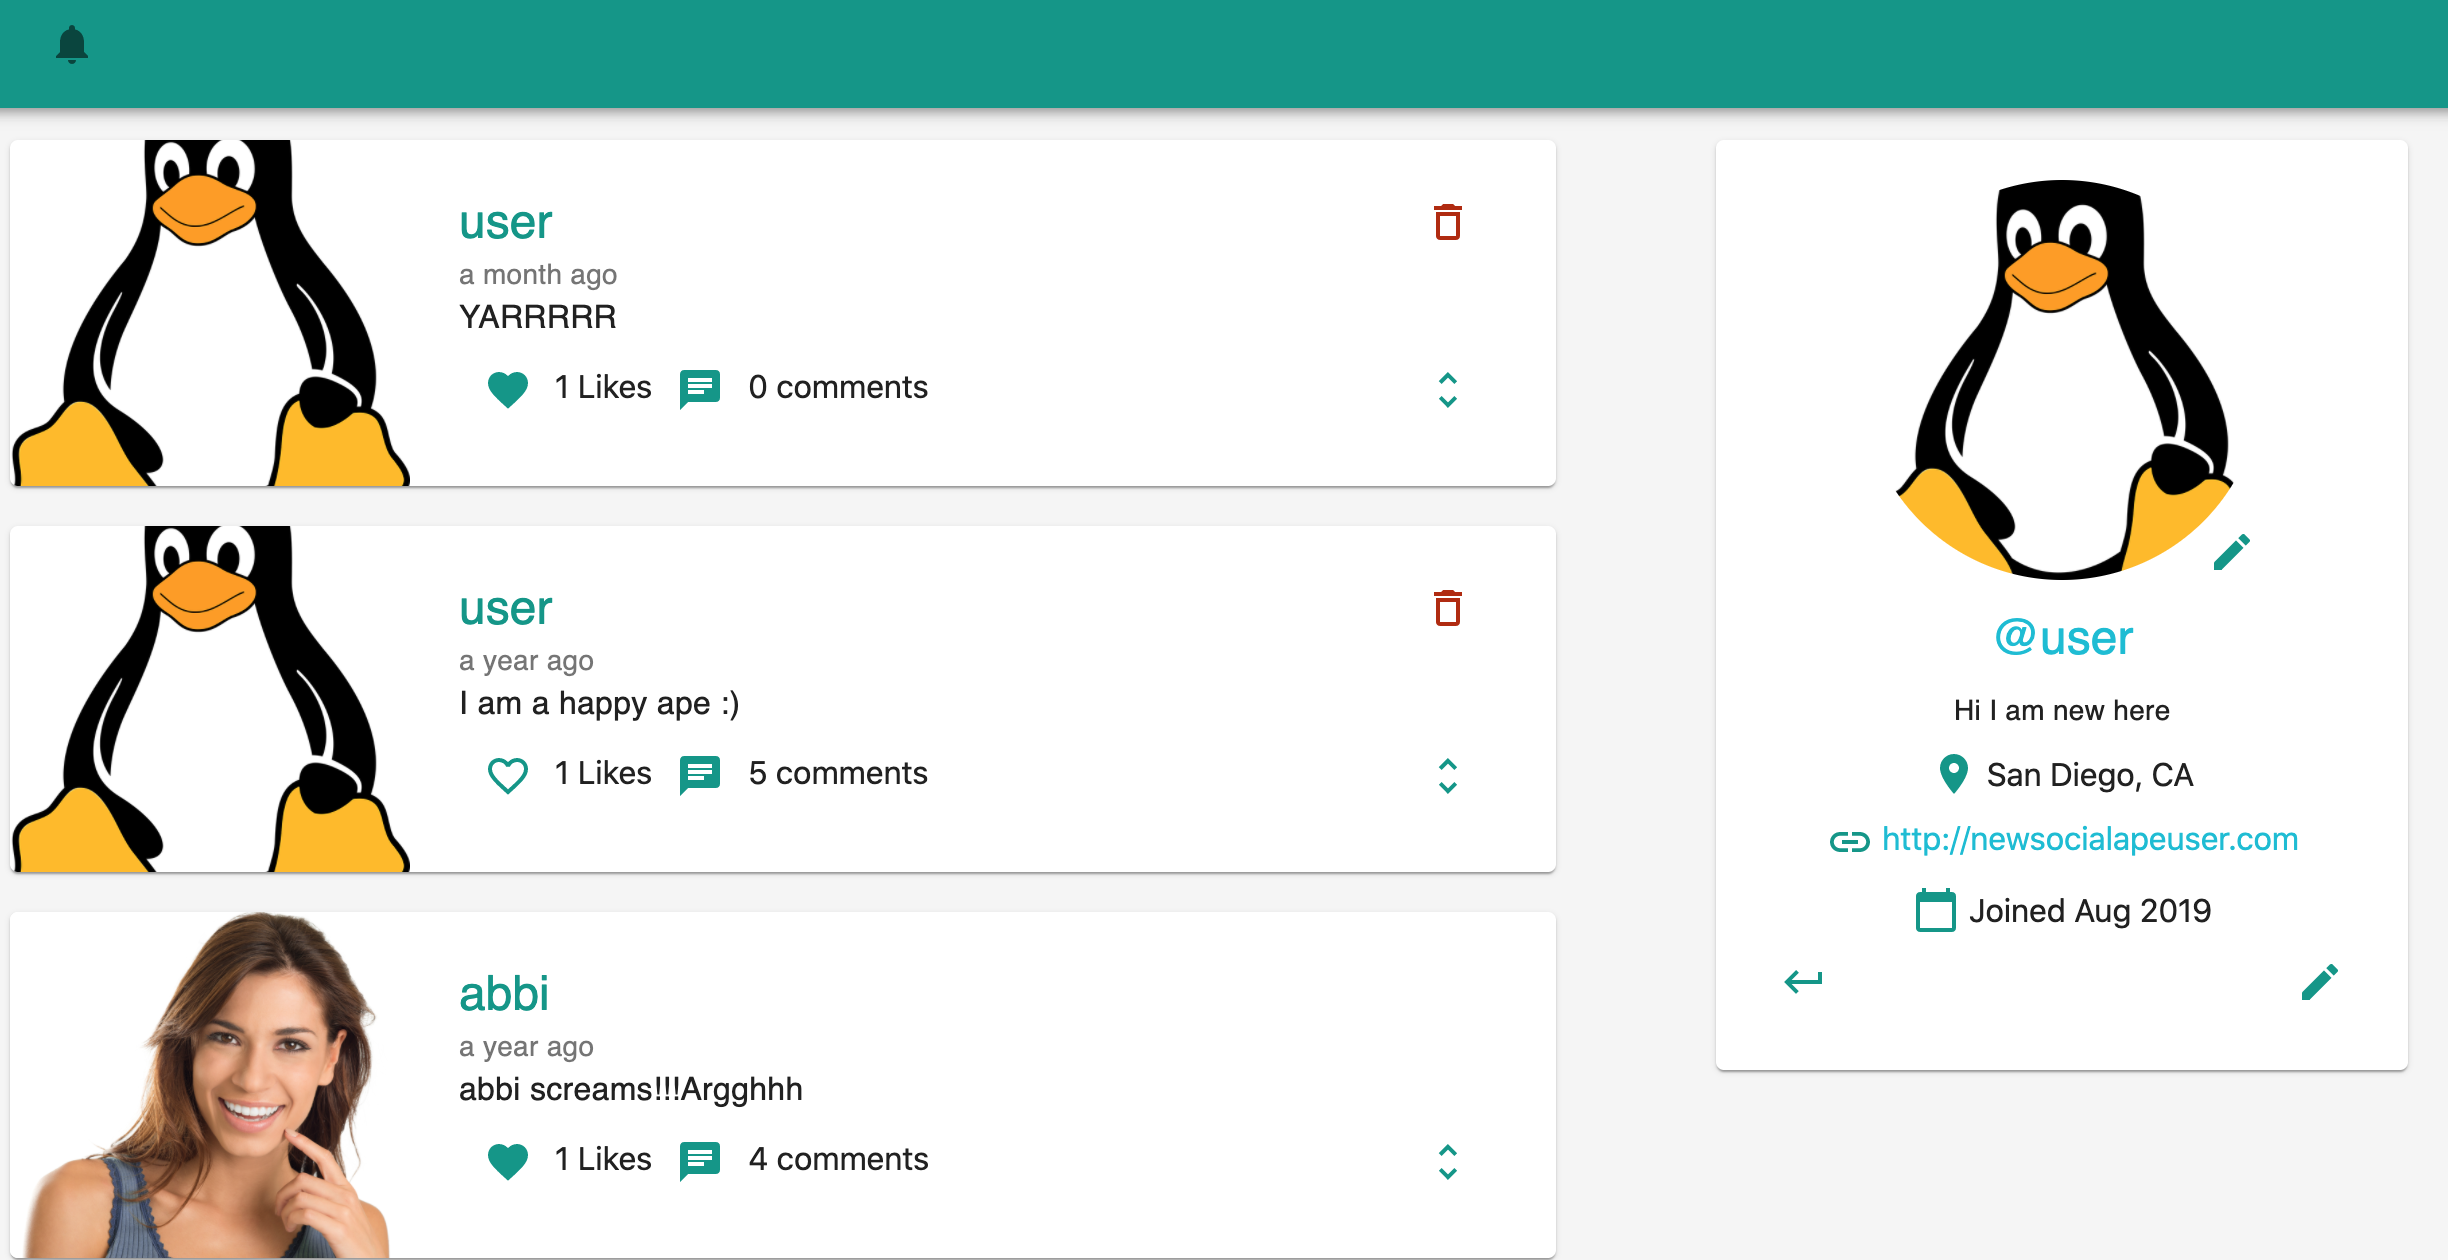 user
a month ago
YARRRRR
1 Likes 0 comments
user
a year ago
I am a happy ape :)
1 Likes 5 comments
abbi
a year ago
abbi screams!!!Argghhh
1 Likes 4 comments
@user
Hi I am new here
San Diego, CA
http://newsocialapeuser.com
Joined Aug 2019